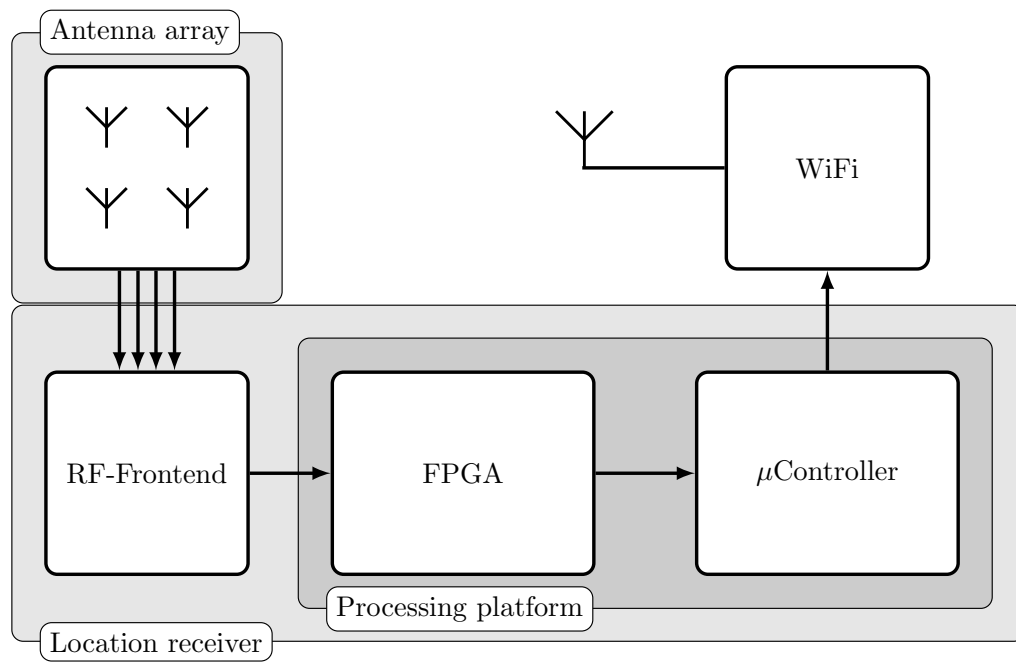 Antenna array
WiFi
RF-Frontend
FPGA
μController
Processing platform
Location receiver